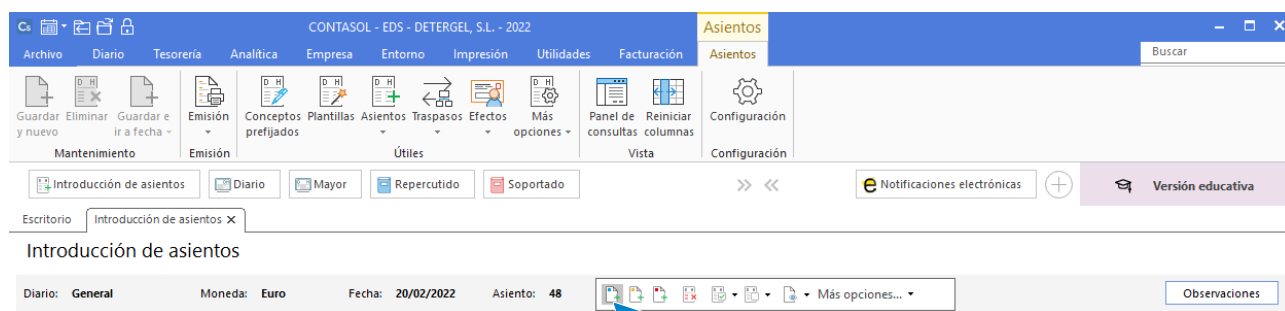 Cs CONTASOL - EDS - DETERGEL, S.L. - 2022 Asientos
Archivo Diario Tesorería Analítica Empresa Entorno Impresión Utilidades Facturación Asientos Buscar
D H D H D H D H D H
Guardar Eliminar Guardar e Emisión Conceptos Plantillas Asientos Traspasos Efectos Más Panel de Reiniciar Configuración
y nuevo ir a fecha prefijados opciones consultas columnas
Mantenimiento Emisión Útiles Vista Configuración
Introducción de asientos Diario Mayor Repercutido Soportado Notificaciones electrónicas Versión educativa
Escritorio Introducción de asientos X
Introducción de asientos
Diario: General Moneda: Euro Fecha: 20/02/2022 Asiento: 48 Más opciones... Observaciones